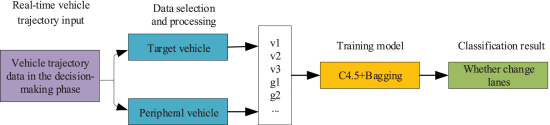 Real-time vehicle
trajectory input
Data selection
and processing
Training model
Classification result
Vehicle trajectory
data in the decision-
making phase
Target vehicle
Peripheral vehicle
v1
v2
v3
g1
g2
...
C4.5+Bagging
Whether change
lanes